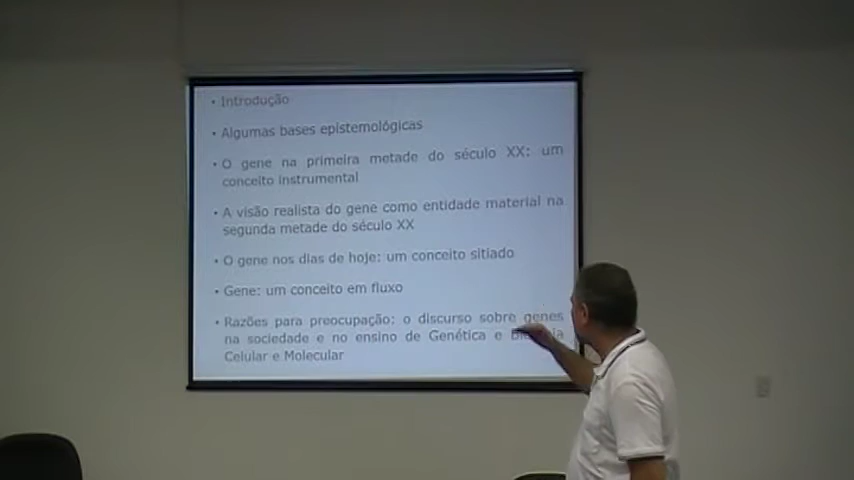 • Introdução
• Algumas bases epistemológicas
• O gene na primeira metade do século XX: um
conceito instrumental
• A visão realista do gene como entidade material na
segunda metade do século XX
• O gene nos dias de hoje: um conceito sitiado
• Gene: um conceito em fluxo
• Razões para preocupação: o discurso sobre genes
na sociedade e no ensino de Genética e
Celular e Molecular